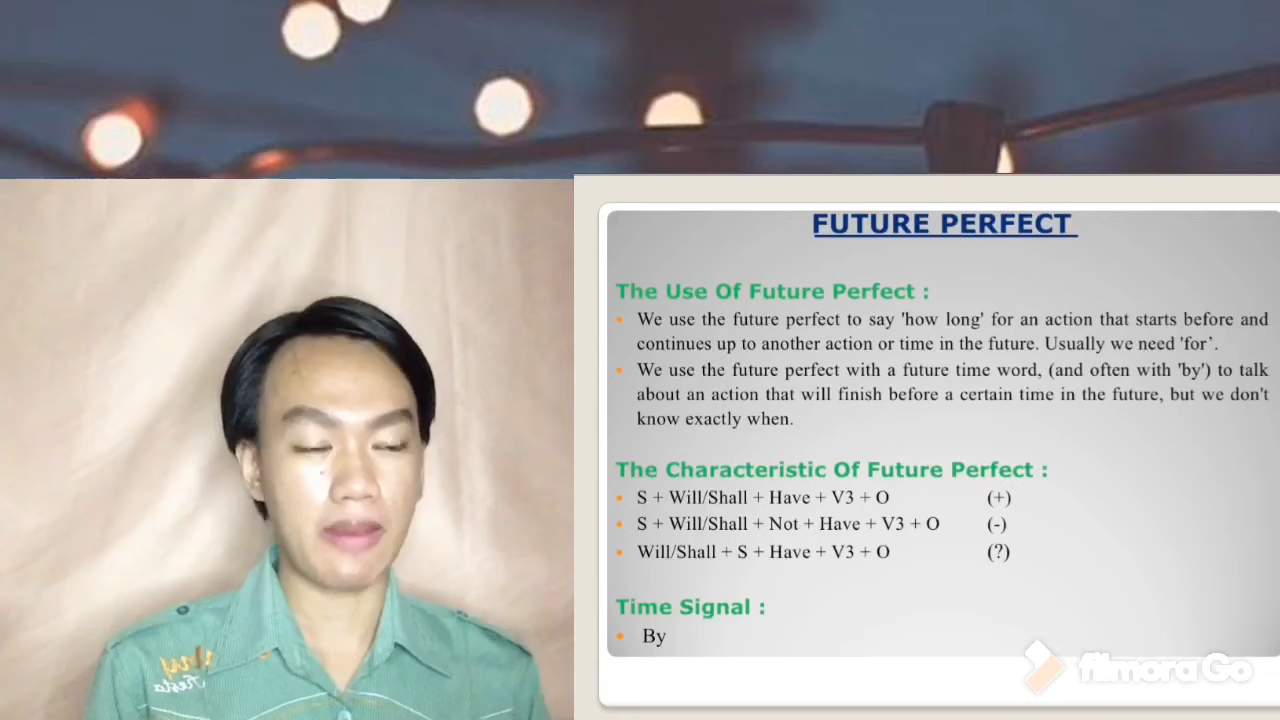 FUTURE PERFECT
The Use Of Future Perfect :
• We use the future perfect to say 'how long' for an action that starts before and
continues up to another action or time in the future. Usually we need 'for’.
• We use the future perfect with a future time word, (and often with 'by') to talk
about an action that will finish before a certain time in the future, but we don't
know exactly when.
The Characteristic Of Future Perfect :
• S + Will/Shall + Have + V3 + O (+)
• S + Will/Shall + Not + Have + V3 + O (-)
• Will/Shall + S + Have + V3 + O (?)
Time Signal :
• By
filmoraGo
Fiesta